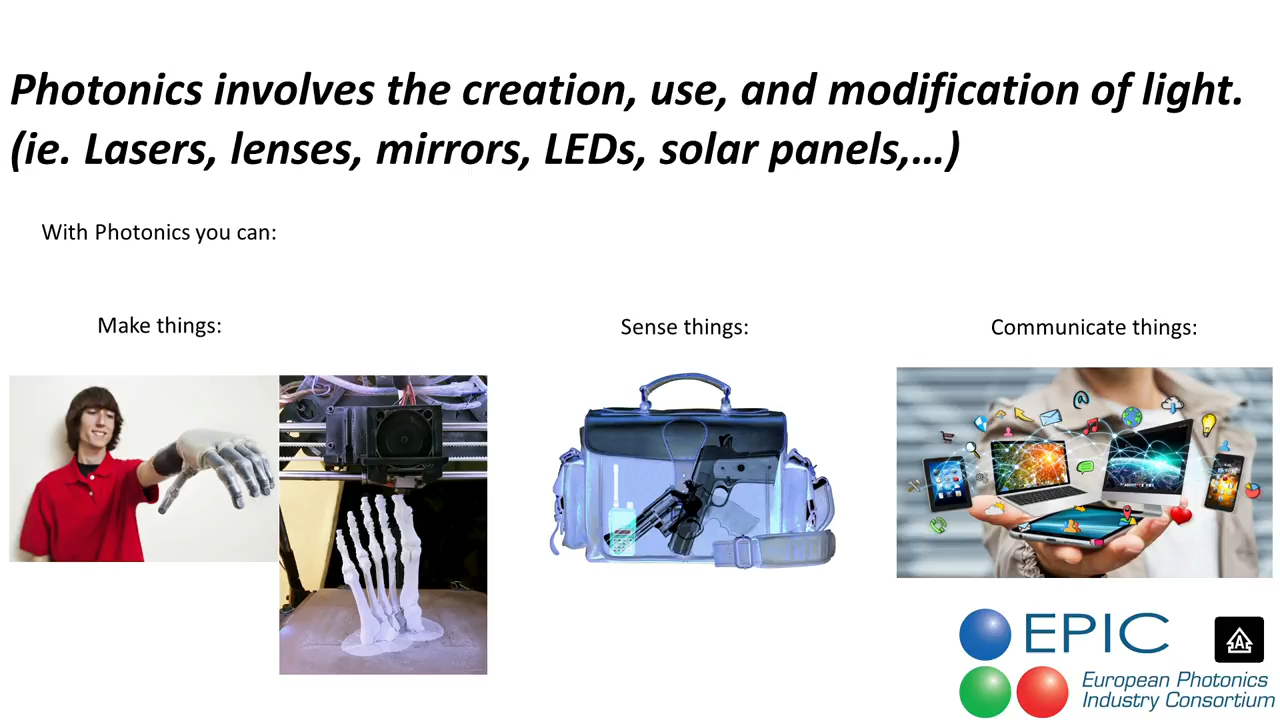 Photonics involves the creation, use, and modification of light.
(ie. Lasers, lenses, mirrors, LEDs, solar panels,...)
With Photonics you can:
Make things:
Sense things:
Communicate things:
EPIC
European Photonics
Industry Consortium
A